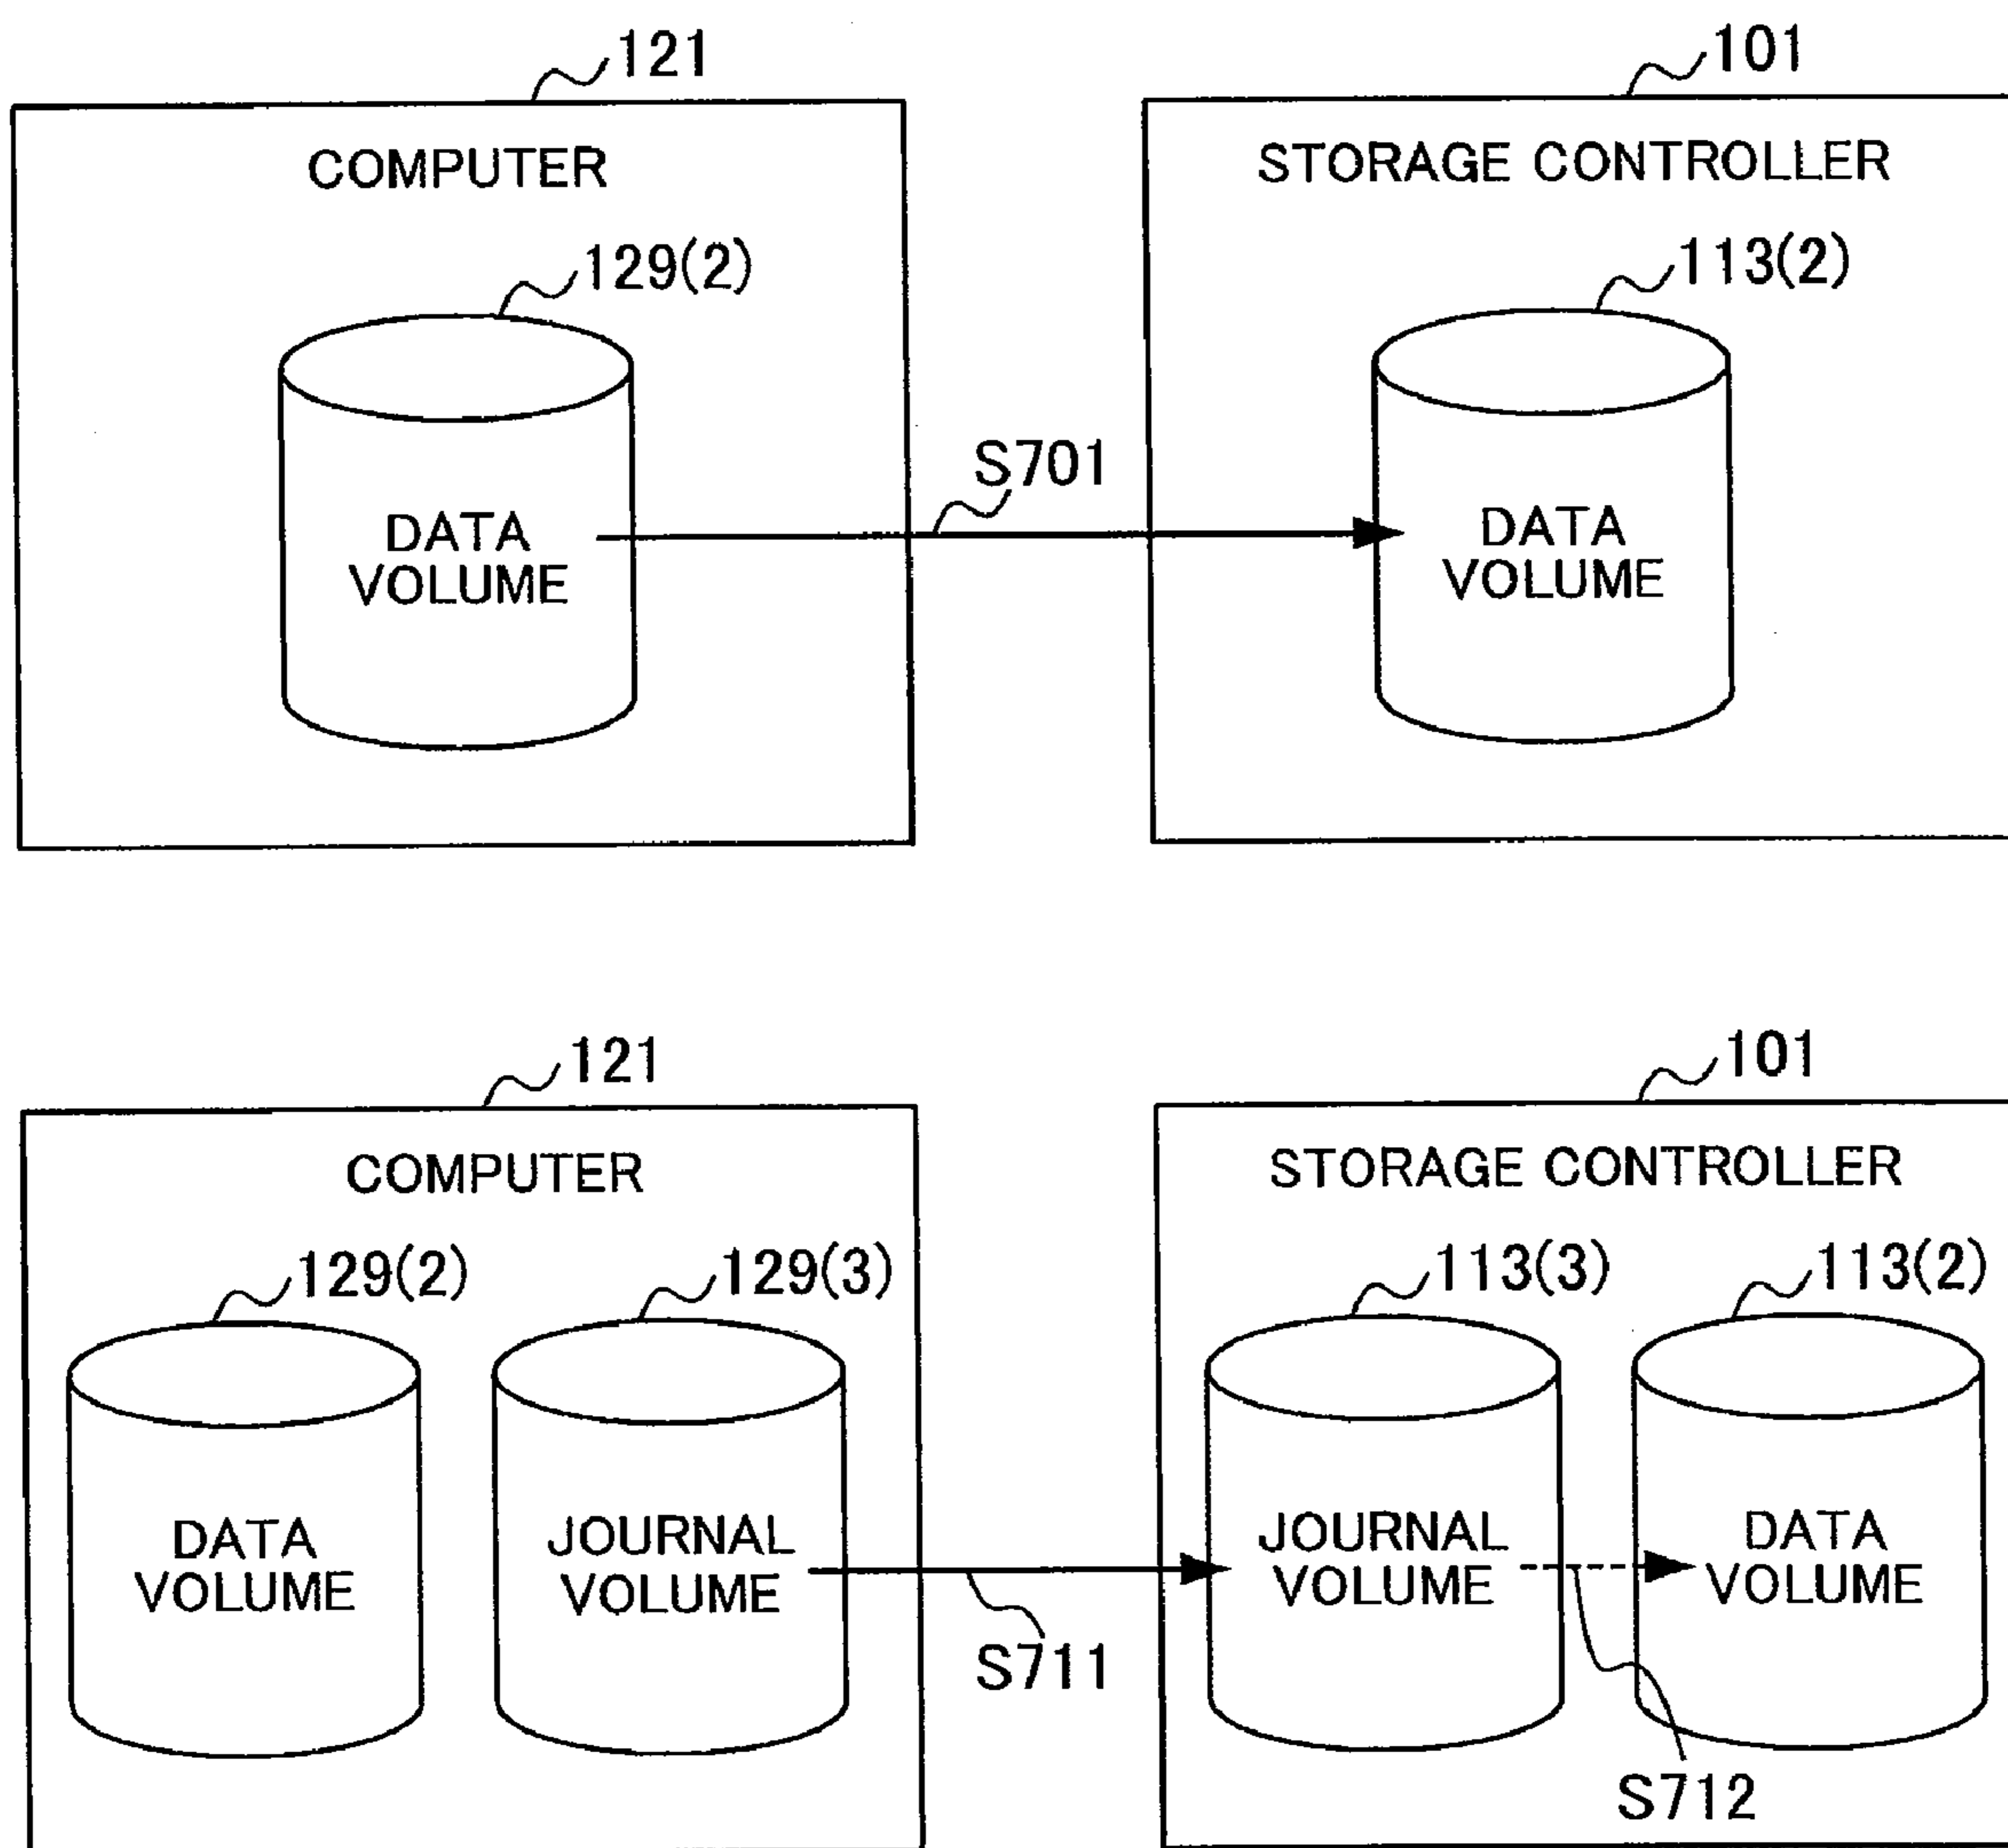 121
101
COMPUTER
STORAGE CONTROLLER
129(2)
113(2)
S701
DATA
VOLUME
DATA
VOLUME
121
101
COMPUTER
STORAGE CONTROLLER
129(2)
129(3)
113(3)
113(2)
DATA
VOLUME
JOURNAL
VOLUME
JOURNAL
VOLUME
DATA
VOLUME
S711
S712